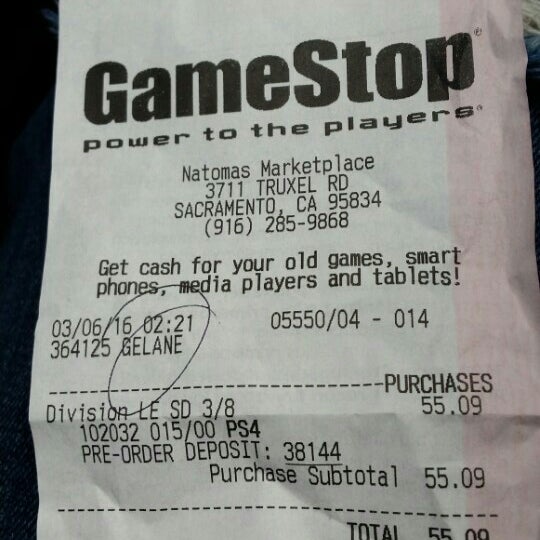 GameStop
power to the players
Natomas Marketplace
3711 TRUXEL RD
SACRAMENTO, CA 95834
(916) 285-9868
Get cash for your old games, smart
phones, media players and tablets!
03/06/16 02:21 05550/04 - 014
364125 GELANE
PURCHASES
Division LE SD 3/8 55.09
102032 015/00 PS4
PRE-ORDER DEPOSIT: 38144
Purchase Subtotal 55.09
TOTAL 55.09